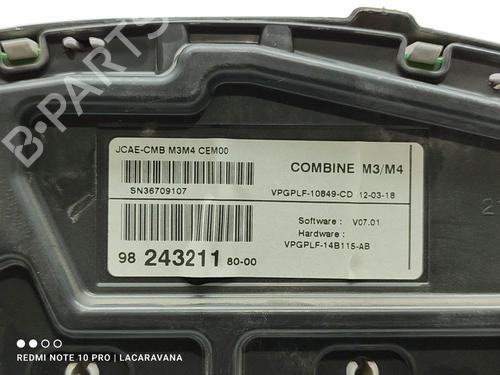 B-PARTS
JCAE-CMB M3M4 CEM00
COMBINE M3/M4
SN36709107
VPGPLF-10849-CD 12-03-18
Software : V07.01
Hardware :
VPGPLF-14B115-AB
98 243211 80-00
REDMI NOTE 10 PRO | LACARAVANA